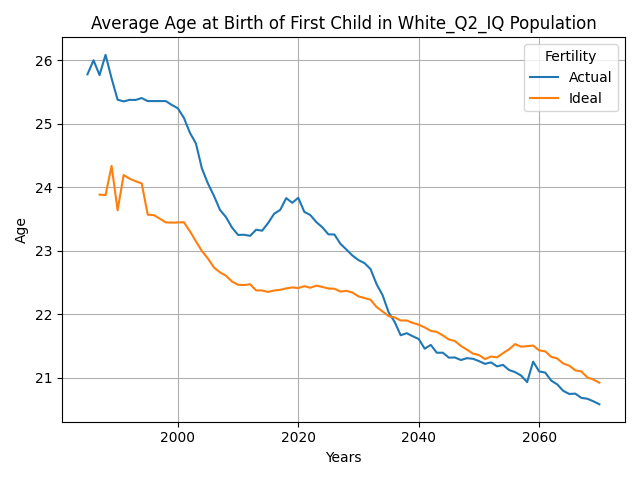 Average Age at Birth of First Child in White_Q2_IQ Population
Fertility
Actual
Ideal
Age
26
25
24
23
22
21
2000
2020
2040
2060
Years